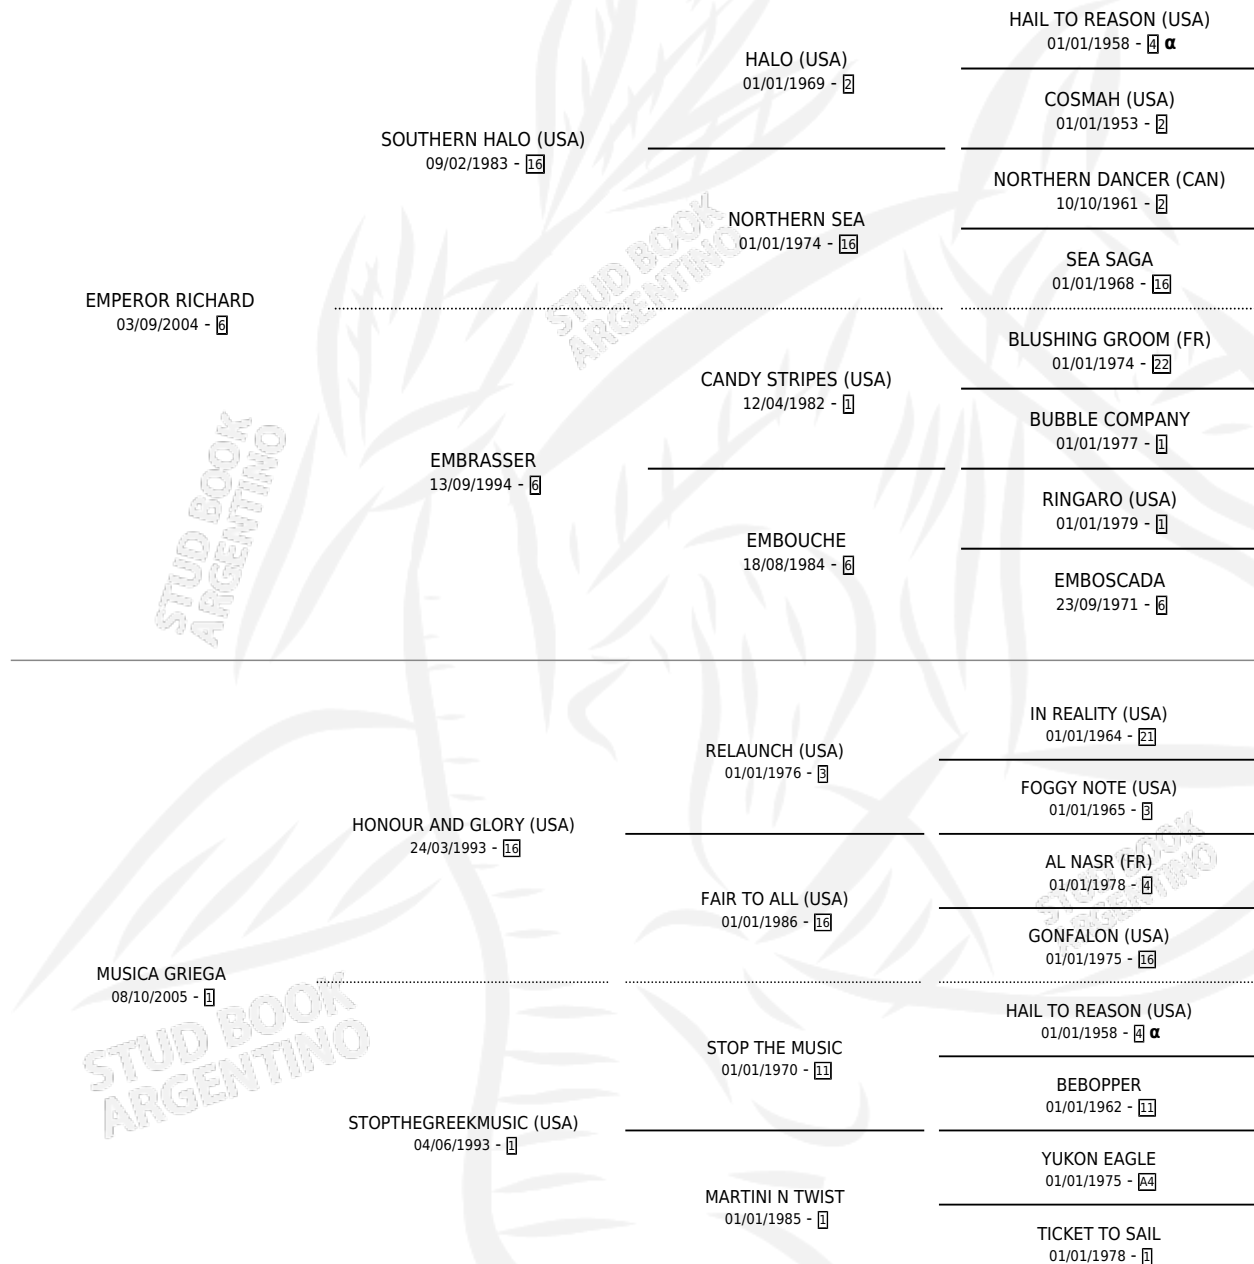 HAIL TO REASON (USA)
01/01/1958 - 4 α
HALO (USA)
01/01/1969 - 2
COSMAH (USA)
01/01/1953 - 2
SOUTHERN HALO (USA)
09/02/1983 - 16
NORTHERN DANCER (CAN)
10/10/1961 - 2
NORTHERN SEA
01/01/1974 - 16
SEA SAGA
01/01/1968 - 16
EMPEROR RICHARD
03/09/2004 - 6
STUD BOOK
ARGENTINO
BLUSHING GROOM (FR)
01/01/1974 - 22
CANDY STRIPES (USA)
12/04/1982 - 1
BUBBLE COMPANY
01/01/1977 - 1
EMBRASSER
13/09/1994 - 6
RINGARO (USA)
01/01/1979 - 1
EMBOUCHE
18/08/1984 - 6
EMBOSCADA
23/09/1971 - 6
STUD BOOK
ARGENTINO
IN REALITY (USA)
01/01/1964 - 21
RELAUNCH (USA)
01/01/1976 - 3
FOGGY NOTE (USA)
01/01/1965 - 3
HONOUR AND GLORY (USA)
24/03/1993 - 16
AL NASR (FR)
01/01/1978 - 4
STUD BOOK
ARGENTINO
FAIR TO ALL (USA)
01/01/1986 - 16
GONFALON (USA)
01/01/1975 - 16
MUSICA GRIEGA
08/10/2005 - 1
STUD BOOK
ARGENTINO
HAIL TO REASON (USA)
01/01/1958 - 4 α
STOP THE MUSIC
01/01/1970 - 11
BEBOPPER
01/01/1962 - 11
STOPTHEGREEKMUSIC (USA)
04/06/1993 - 1
YUKON EAGLE
01/01/1975 - A4
MARTINI N TWIST
01/01/1985 - 1
TICKET TO SAIL
01/01/1978 - 1